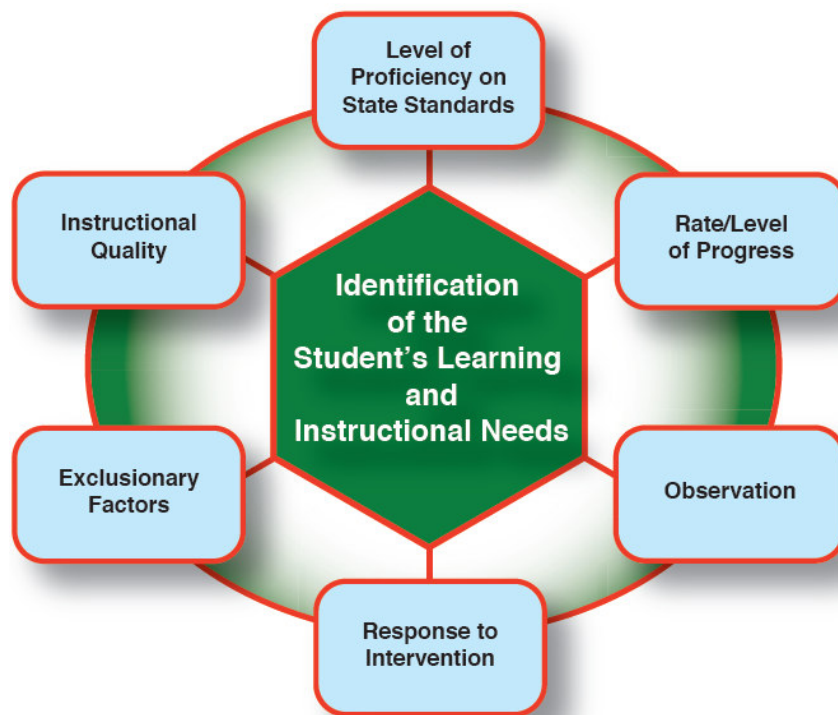 Level of
Proficiency on
State Standards
Instructional
Quality
Rate/Level
of Progress
Identification
of the
Student's Learning
and
Instructional Needs
Exclusionary
Factors
Observation
Response to
Intervention